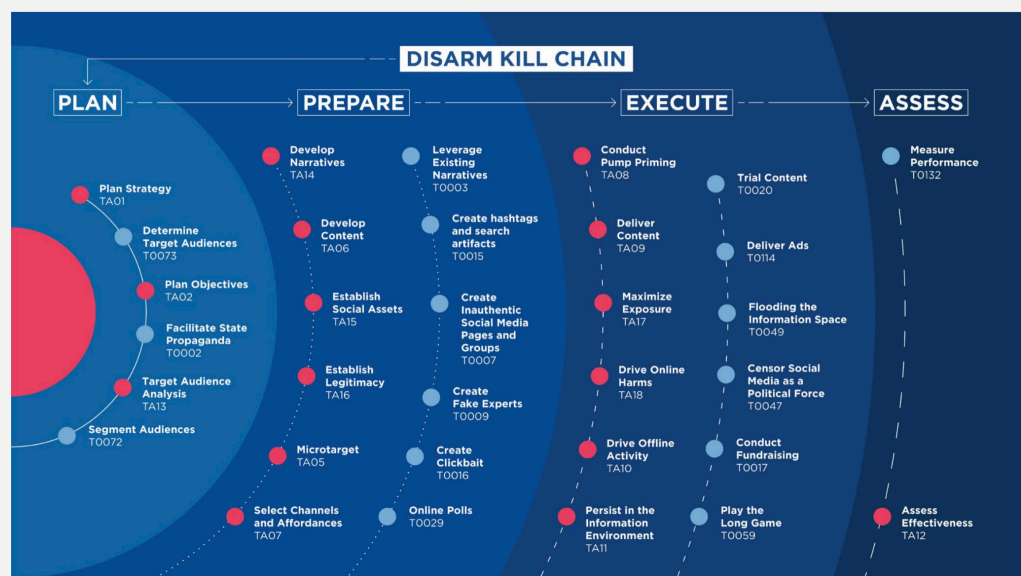 DISARM KILL CHAIN
PLAN
PREPARE
EXECUTE
ASSESS
Plan Strategy
TA01
Determine
Target Audiences
T0073
Plan Objectives
TA02
Facilitate State
Propaganda
T0002
Target Audience
Analysis
TA13
Segment Audiences
T0072
Develop
Narratives
TA14
Develop
Content
TA06
Establish
Social Assets
TA15
Establish
Legitimacy
TA16
Microtarget
TA05
Select Channels
and Affordances
TA07
Leverage
Existing
Narratives
T0003
Create hashtags
and search
artifacts
T0015
Create
Inauthentic
Social Media
Pages and
Groups
T0007
Create
Fake Experts
T0009
Create
Clickbait
T0016
Online Polls
T0029
Conduct
Pump Priming
TA08
Deliver
Content
TA09
Maximize
Exposure
TA17
Drive Online
Harms
TA18
Drive Offline
Activity
TA10
Persist in the
Information
Environment
TA11
Trial Content
T0020
Deliver Ads
T0114
Flooding the
Information Space
T0049
Censor Social
Media as a
Political Force
T0047
Conduct
Fundraising
T0017
Play the
Long Game
T0059
Measure
Performance
T0132
Assess
Effectiveness
TA12